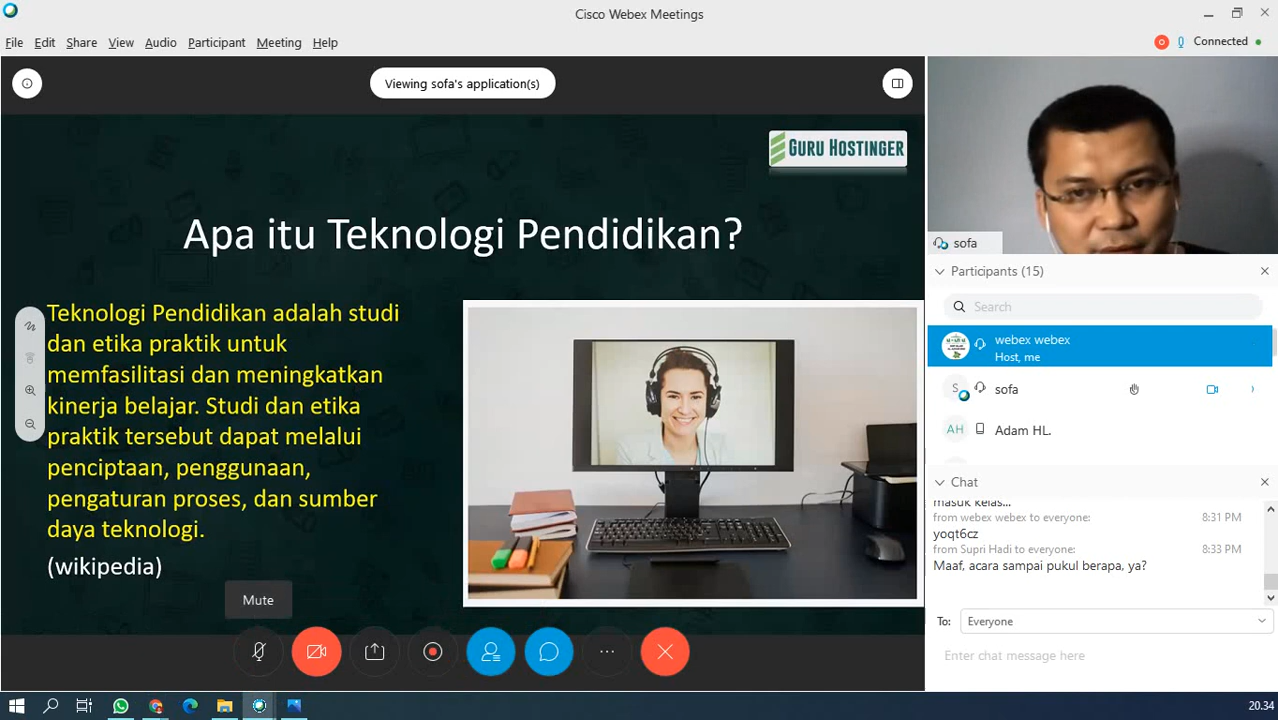 Cisco Webex Meetings
File Edit Share View Audio Participant Meeting Help
Connected
Viewing sofa's application(s)
GURU HOSTINGER
Apa itu Teknologi Pendidikan?
Teknologi Pendidikan adalah studi
dan etika praktik untuk
memfasilitasi dan meningkatkan
kinerja belajar. Studi dan etika
praktik tersebut dapat melalui
penciptaan, penggunaan,
pengaturan proses, dan sumber
daya teknologi.
(wikipedia)
Mute
sofa
Participants (15)
Search
webex webex
Host, me
S
sofa
AH
Adam HL.
Chat
masuk kelas...
from webex webex to everyone: 8:31 PM
yoqt6cz
from Supri Hadi to everyone: 8:33 PM
Maaf, acara sampai pukul berapa, ya?
To: Everyone
Enter chat message here
20.34